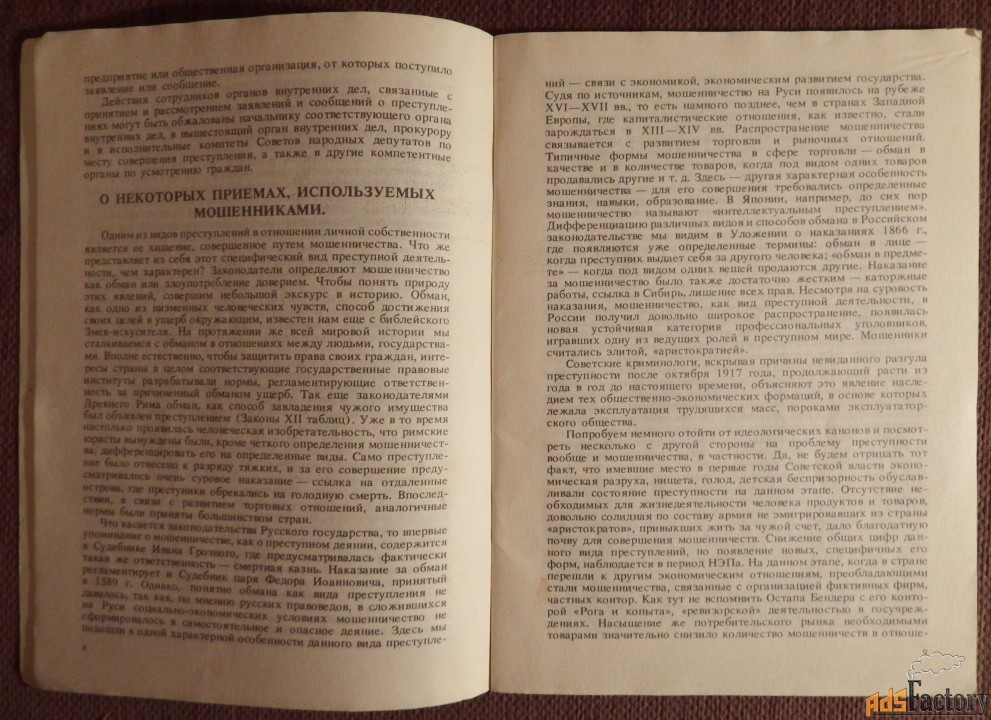 предприятие или общественная организация, от которых поступило
заявление или сообщение.
Действия сотрудников органов внутренних дел, связанные с
принятием и рассмотрением заявлений и сообщений о преступле-
ниях могут быть обжалованы начальнику соответствующего органа
внутренних дел, в вышестоящий орган внутренних дел, прокурору
и в исполнительные комитеты Советов народных депутатов по
месту совершения преступления, а также в другие компетентные
органы по усмотрению граждан.
О НЕКОТОРЫХ ПРИЕМАХ, ИСПОЛЬЗУЕМЫХ
МОШЕННИКАМИ.
Одним из видов преступлений в отношении личной собственности
является ее хищение, совершенное путем мошенничества. Что же
представляет из себя этот специфический вид преступной деятель-
ности, чем характерен? Законодатели определяют мошенничество
как обман или злоупотребление доверием. Чтобы понять природу
этих явлений, совершим небольшой экскурс в историю. Обман,
как одно из низменных человеческих чувств, способ достижения
своих целей в ущерб окружающим, известен нам еще с библейского
Змея-искусителя. На протяжении же всей мировой истории мы
сталкиваемся с обманом в отношениях между людьми, государства-
ми. Вполне естественно, чтобы защитить права своих граждан, инте-
ресы страны в целом соответствующие государственные правовые
институты разрабатывали нормы, регламентирующие ответствен-
ность за причиненный обманом ущерб. Так еще законодателями
Древнего Рима обман, как способ завладения чужого имущества
был объявлен преступлением (Законы XII таблиц). Уже в то время
настолько проявилась человеческая изобретательность, что римские
юристы вынуждены были, кроме четкого определения мошенничест-
ва, дифференцировать его на определенные виды. Само преступле-
ние было отнесено к разряду тяжких, и за его совершение преду-
сматривалось очень суровое наказание — ссылка на отдаленные
острова, где преступники обрекались на голодную смерть. Впослед-
ствии, в связи с развитием торговых отношений, аналогичные
нормы были приняты большинством стран.
Что касается законодательства Русского государства, то впервые
упоминание о мошенничестве, как о преступном деянии, содержится
в Судебнике Ивана Грозного, где предусматривалась фактически
такая же ответственность — смертная казнь. Наказание за обман
регламентирует и Судебник царя Федора Иоанновича, принятый
в 1589 г. Однако, понятие обмана как вида преступления не
давалось, так как, по мнению русских правоведов, в сложившихся
на Руси социально-экономических условиях мошенничество не
сформировалось в самостоятельное и опасное деяние. Здесь мы
подошли к одной характерной особенности данного вида преступле-
ний — связи с экономикой, экономическим развитием государства.
Судя по источникам, мошенничество на Руси появилось на рубеже
XVI—XVII вв., то есть намного позднее, чем в странах Западной
Европы, где капиталистические отношения, как известно, стали
зарождаться в XIII—XIV вв. Распространение мошенничества
связывается с развитием торговли и рыночных отношений.
Типичные формы мошенничества в сфере торговли — обман в
качестве и в количестве товаров, когда под видом одних товаров
продавались другие и т. д. Здесь — другая характерная особенность
мошенничества — для его совершения требовались определенные
знания, навыки, образование. В Японии, например, до сих пор
мошенничество называют «интеллектуальным преступлением».
Дифференциацию различных видов и способов обмана в Российском
законодательстве мы видим в Уложении о наказаниях 1866 г.,
где появляются уже определенные термины: обман в лице —
когда преступник выдает себя за другого человека; «обман в предме-
те» — когда под видом одних вещей продаются другие. Наказание
за мошенничество было также достаточно жестким — каторжные
работы, ссылка в Сибирь, лишение всех прав. Несмотря на суровость
наказания, мошенничество, как вид преступной деятельности, в
России получил довольно широкое распространение, появилась
новая устойчивая категория профессиональных уголовников,
игравших одну из ведущих ролей в преступном мире. Мошенники
считались элитой, «аристократией».
Советские криминологи, вскрывая причины невиданного разгула
преступности после октября 1917 года, продолжающий расти из
года в год до настоящего времени, объясняют это явление насле-
дием тех общественно-экономических формаций, в основе которых
лежала эксплуатация трудящихся масс, пороками эксплуататор-
ского общества.
Попробуем немного отойти от идеологических канонов и посмот-
реть несколько с другой стороны на проблему преступности
вообще и мошенничества, в частности. Да, не будем отрицать тот
факт, что имевшие место в первые годы Советской власти эконо-
мическая разруха, нищета, голод, детская беспризорность обуслав-
ливали состояние преступности на данном этапе. Отсутствие не-
обходимых для жизнедеятельности человека продуктов и товаров,
довольно солидная по составу армия не эмигрировавших из страны
«аристократов», привыкших жить за чужой счет, дало благодатную
почву для совершения мошенничеств. Снижение общих цифр дан-
ного вида преступлений, но появление новых, специфичных его
форм, наблюдается в период НЭПа. На данном этапе, когда в стране
перешли к другим экономическим отношениям, преобладающими
стали мошенничества, связанные с организацией фиктивных фирм,
частных контор. Как тут не вспомнить Остапа Бендера с его конто-
рой «Рога и копыта», «ревизорской» деятельностью в госучреж-
дениях. Насыщение же потребительского рынка необходимыми
товарами значительно снизило количество мошенничеств в отноше-
AdsFactory